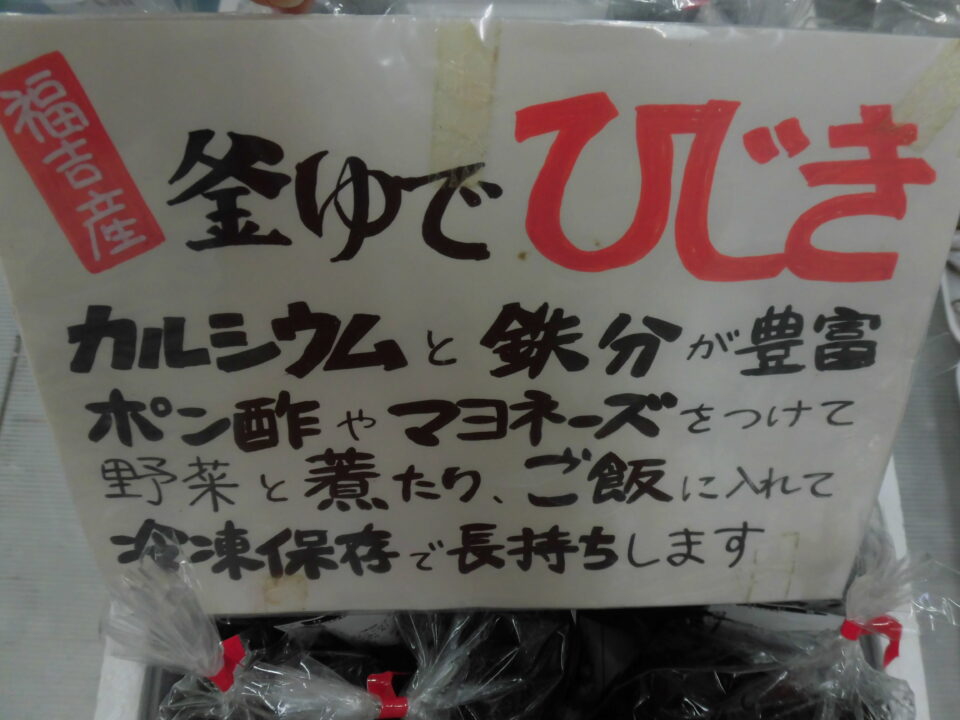 福吉産
釜ゆでひじき
カルシウムと鉄分が豊富
ポン酢やマヨネーズをつけて
野菜と煮たり、ご飯に入れて
冷凍保存で長持ちします